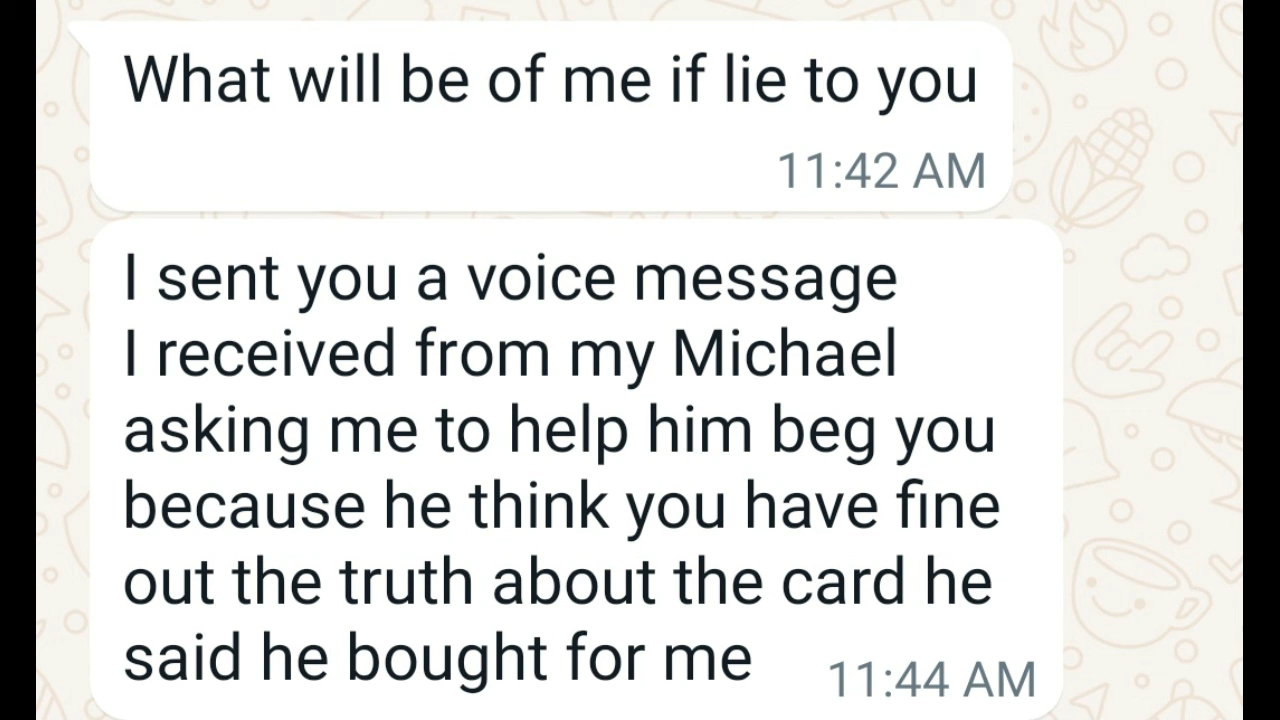 What will be of me if lie to you
11:42 AM
I sent you a voice message
I received from my Michael
asking me to help him beg you
because he think you have fine
out the truth about the card he
said he bought for me
11:44 AM